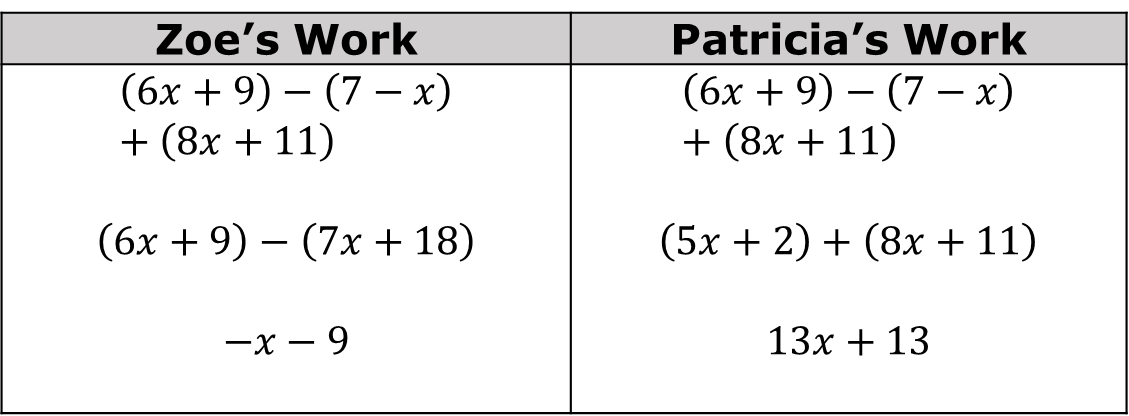 Zoe’s Work
(6𝑥 + 9) − (7 − 𝑥)
+ (8𝑥 + 11)
(6𝑥 + 9) − (7𝑥 + 18)
−𝑥 − 9
Patricia’s Work
(6𝑥 + 9) − (7 − 𝑥)
+ (8𝑥 + 11)
(5𝑥 + 2) + (8𝑥 + 11)
13𝑥 + 13